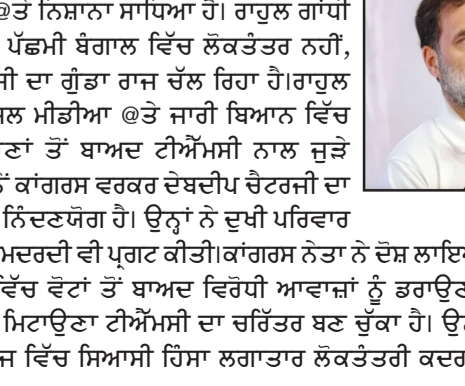 @ਤੇ ਨਿਸ਼ਾਨਾ ਸਾਧਿਆ ਹੈ। ਰਾਹੁਲ ਗਾਂਧੀ
ਪੱਛਮੀ ਬੰਗਾਲ ਵਿੱਚ ਲੋਕਤੰਤਰ ਨਹੀਂ,
ਸੀ ਦਾ ਗੁੰਡਾ ਰਾਜ ਚੱਲ ਰਿਹਾ ਹੈ।ਰਾਹੁਲ
ਲ ਮੀਡੀਆ @ਤੇ ਜਾਰੀ ਬਿਆਨ ਵਿੱਚ
ਣਾਂ ਤੋਂ ਬਾਅਦ ਟੀਐੱਮਸੀ ਨਾਲ ਜੁੜੇ
ਕਾਂਗਰਸ ਵਰਕਰ ਦੇਬਦੀਪ ਚੈਟਰਜੀ ਦਾ
ਨਿੰਦਣਯੋਗ ਹੈ। ਉਨ੍ਹਾਂ ਨੇ ਦੁਖੀ ਪਰਿਵਾਰ
ਮਦਰਦੀ ਵੀ ਪ੍ਰਗਟ ਕੀਤੀ।ਕਾਂਗਰਸ ਨੇਤਾ ਨੇ ਦੋਸ਼ ਲਾਇ
ਵਿੱਚ ਵੋਟਾਂ ਤੋਂ ਬਾਅਦ ਵਿਰੋਧੀ ਆਵਾਜ਼ਾਂ ਨੂੰ ਡਰਾਉਣ
ਮਿਟਾਉਣਾ ਟੀਐੱਮਸੀ ਦਾ ਚਰਿੱਤਰ ਬਣ ਚੁੱਕਾ ਹੈ। ਉਨ
ਜ ਵਿੱਚ ਸਿਆਸੀ ਹਿੰਸਾ ਲਗਾਤਾਰ ਲੋਕਤੰਤਰੀ ਕਦਰ